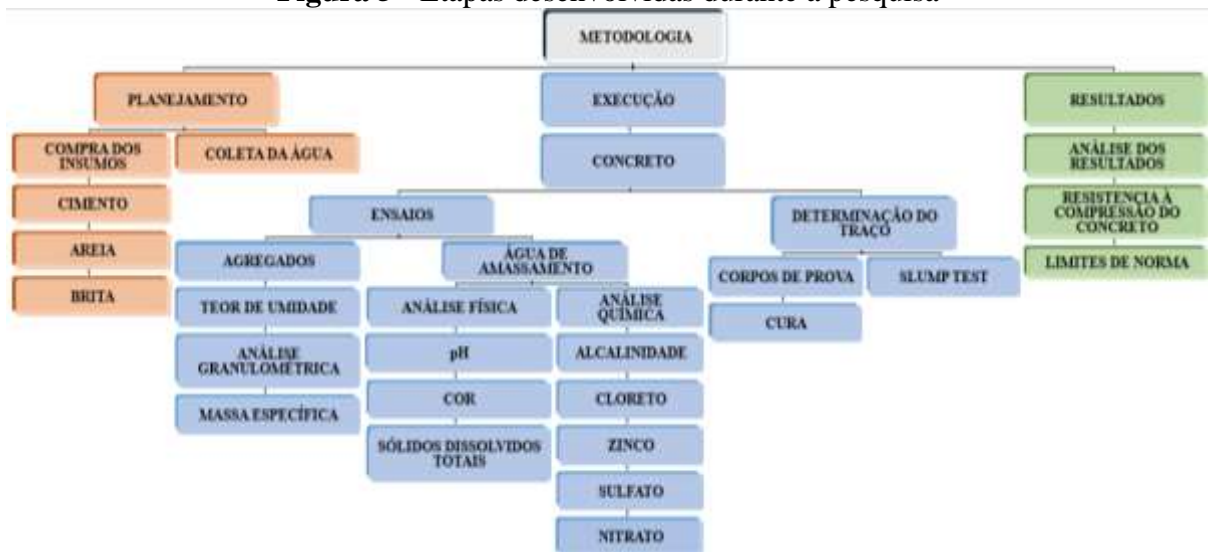 Figura 3 - Etapas desenvolvidas durante a pesquisa
METODOLOGIA
PLANEJAMENTO
EXECUÇÃO
RESULTADOS
COMPRA DOS
INSUMOS
COLETA DA ÁGUA
CONCRETO
ANÁLISE DOS
RESULTADOS
CIMENTO
ENSAIOS
DETERMINAÇÃO DO
TRAÇO
RESISTENCIA À
COMPRESSÃO DO
CONCRETO
AREIA
AGREGADOS
ÁGUA DE
AMASSAMENTO
CORPOS DE PROVA
SLUMP TEST
LIMITES DE NORMA
BRITA
TEOR DE UMIDADE
ANÁLISE FÍSICA
ANÁLISE
QUÍMICA
CURA
ANÁLISE
GRANULOMÉTRICA
pH
ALCALINIDADE
MASSA ESPECÍFICA
COR
CLORETO
SÓLIDOS DISSOLVIDOS
TOTAIS
ZINCO
SULFATO
NITRATO